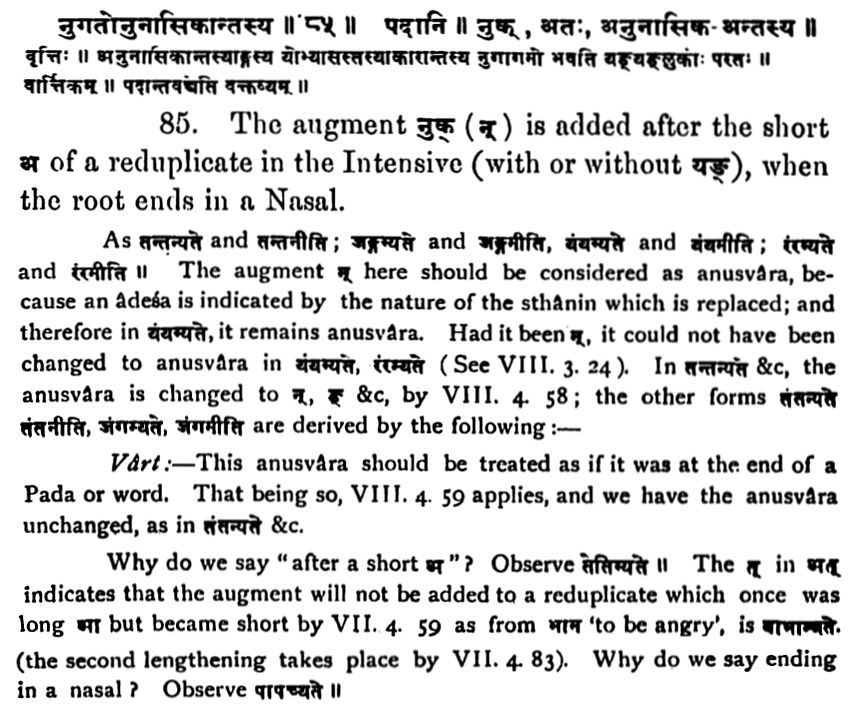 नुगतोनुनासिकान्तस्य ॥ ८५ ॥ पदानि ॥ नुक्, अतः, अनुनासिक-अन्तस्य ॥
वृत्तिः ॥ अनुनासिकान्तस्याङ्गस्य योभ्यासस्तस्याकारान्तस्य नुगागमो भवति यङ्यङ्लुकोः परतः ॥
वार्त्तिकम् ॥ पदान्तवच्चेति वक्तव्यम् ॥
85. The augment नुक् (न्) is added after the short
अ of a reduplicate in the Intensive (with or without यङ्), when
the root ends in a Nasal.
As तन्तन्यते and तन्तनीति; जङ्गम्यते and जङ्गमीति, यंयम्यते and यंयमीति; रंरम्यते
and रंरमीति ॥ The augment न् here should be considered as anusvâra, be-
cause an âdeśa is indicated by the nature of the sthânin which is replaced; and
therefore in यंयम्यते, it remains anusvâra. Had it been न्, it could not have been
changed to anusvâra in यंयम्यते, रंरम्यते (See VIII. 3. 24). In तन्तन्यते &c, the
anusvâra is changed to न्, ङ् &c, by VIII. 4. 58; the other forms तंतन्यते
तंतनीति, जंगम्यते, जंगमीति are derived by the following :—
Vârt:—This anusvâra should be treated as if it was at the end of a
Pada or word. That being so, VIII. 4. 59 applies, and we have the anusvâra
unchanged, as in तंतन्यते &c.
Why do we say "after a short अ"? Observe तेतिम्यते ॥ The त् in अत्
indicates that the augment will not be added to a reduplicate which once was
long आ but became short by VII. 4. 59 as from भाम 'to be angry', is बाभाम्यते.
(the second lengthening takes place by VII. 4. 83). Why do we say ending
in a nasal? Observe पापच्यते ॥